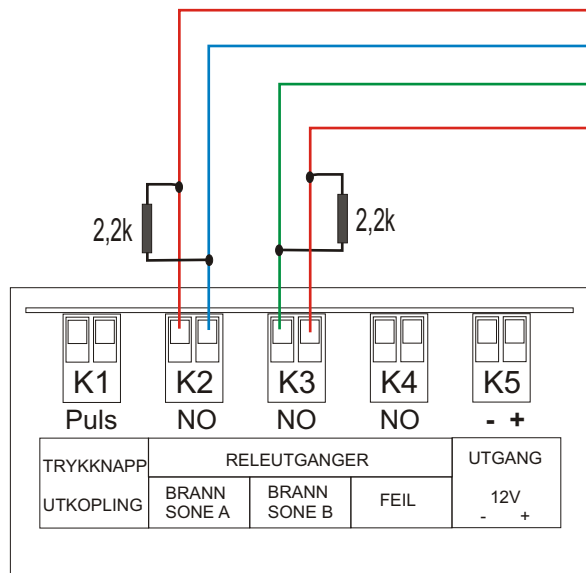 2,2k
2,2k
K1 K2 K3 K4 K5
Puls NO NO NO - +
TRYKKNAPP
UTKOPLING
RELEUTGANGER
BRANN
SONE A
BRANN
SONE B
FEIL
UTGANG
12V
- +